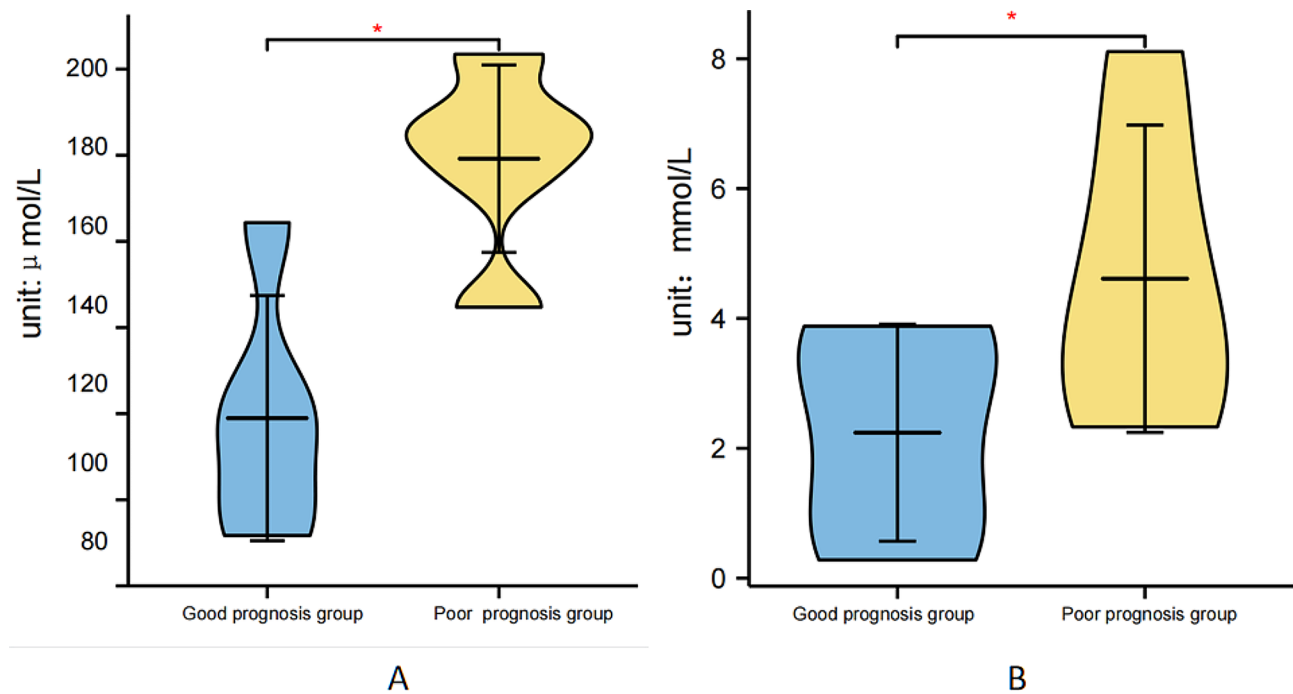 *
200
180
160
140
120
100
80
unit: μ mol/L
Good prognosis group
Poor prognosis group
A
*
8
6
4
2
0
unit: mmol/L
Good prognosis group
Poor prognosis group
B